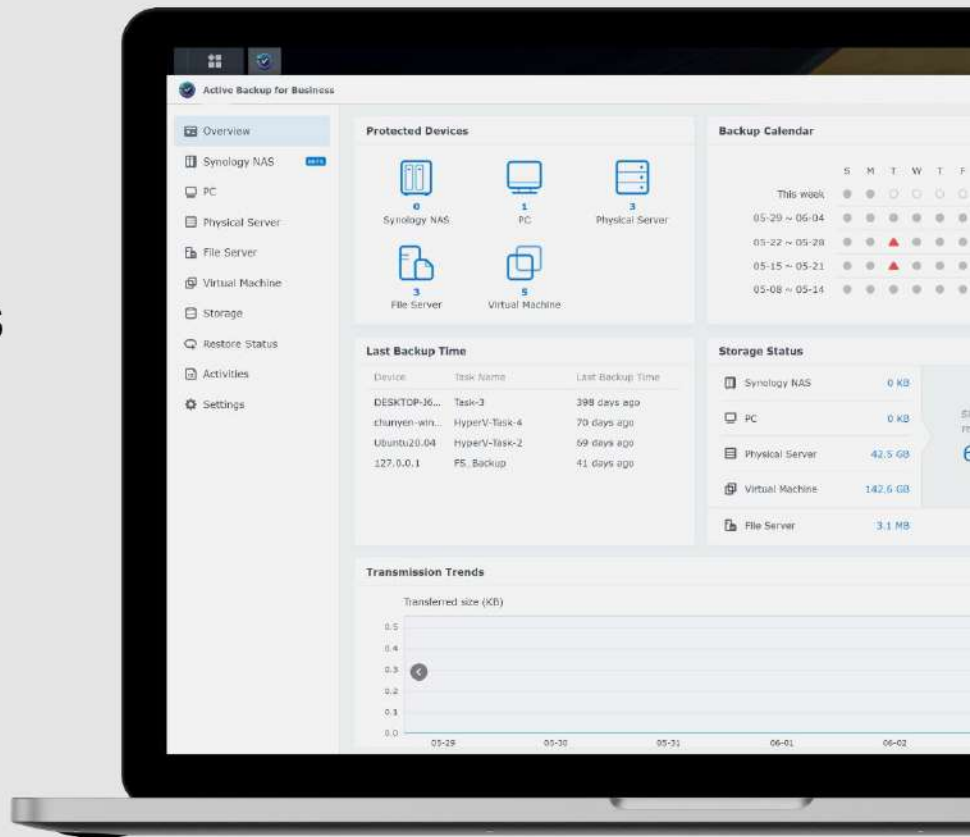 S
Active Backup for Business
Overview
Synology NAS BETA
PC
Physical Server
File Server
Virtual Machine
Storage
Restore Status
Activities
Settings
Protected Devices
0
Synology NAS
1
PC
3
Physical Server
3
File Server
5
Virtual Machine
Backup Calendar
S M T W T F
This week
05-29 ~ 06-04
05-22 ~ 05-28
05-15 ~ 05-21
05-08 ~ 05-14
Last Backup Time
Device Task Name Last Backup Time
DESKTOP-J6... Task-3 398 days ago
chunyen-win... HyperV-Task-4 70 days ago
Ubuntu20.04 HyperV-Task-2 69 days ago
127.0.0.1 FS_Backup 41 days ago
Storage Status
Synology NAS 0 KB
PC 0 KB
Physical Server 42.5 GB
Virtual Machine 142.6 GB
File Server 3.1 MB
6
Transmission Trends
Transferred size (KB)
0.5
0.4
0.3
0.2
0.1
0.0
05-29 05-30 05-31 06-01 06-02